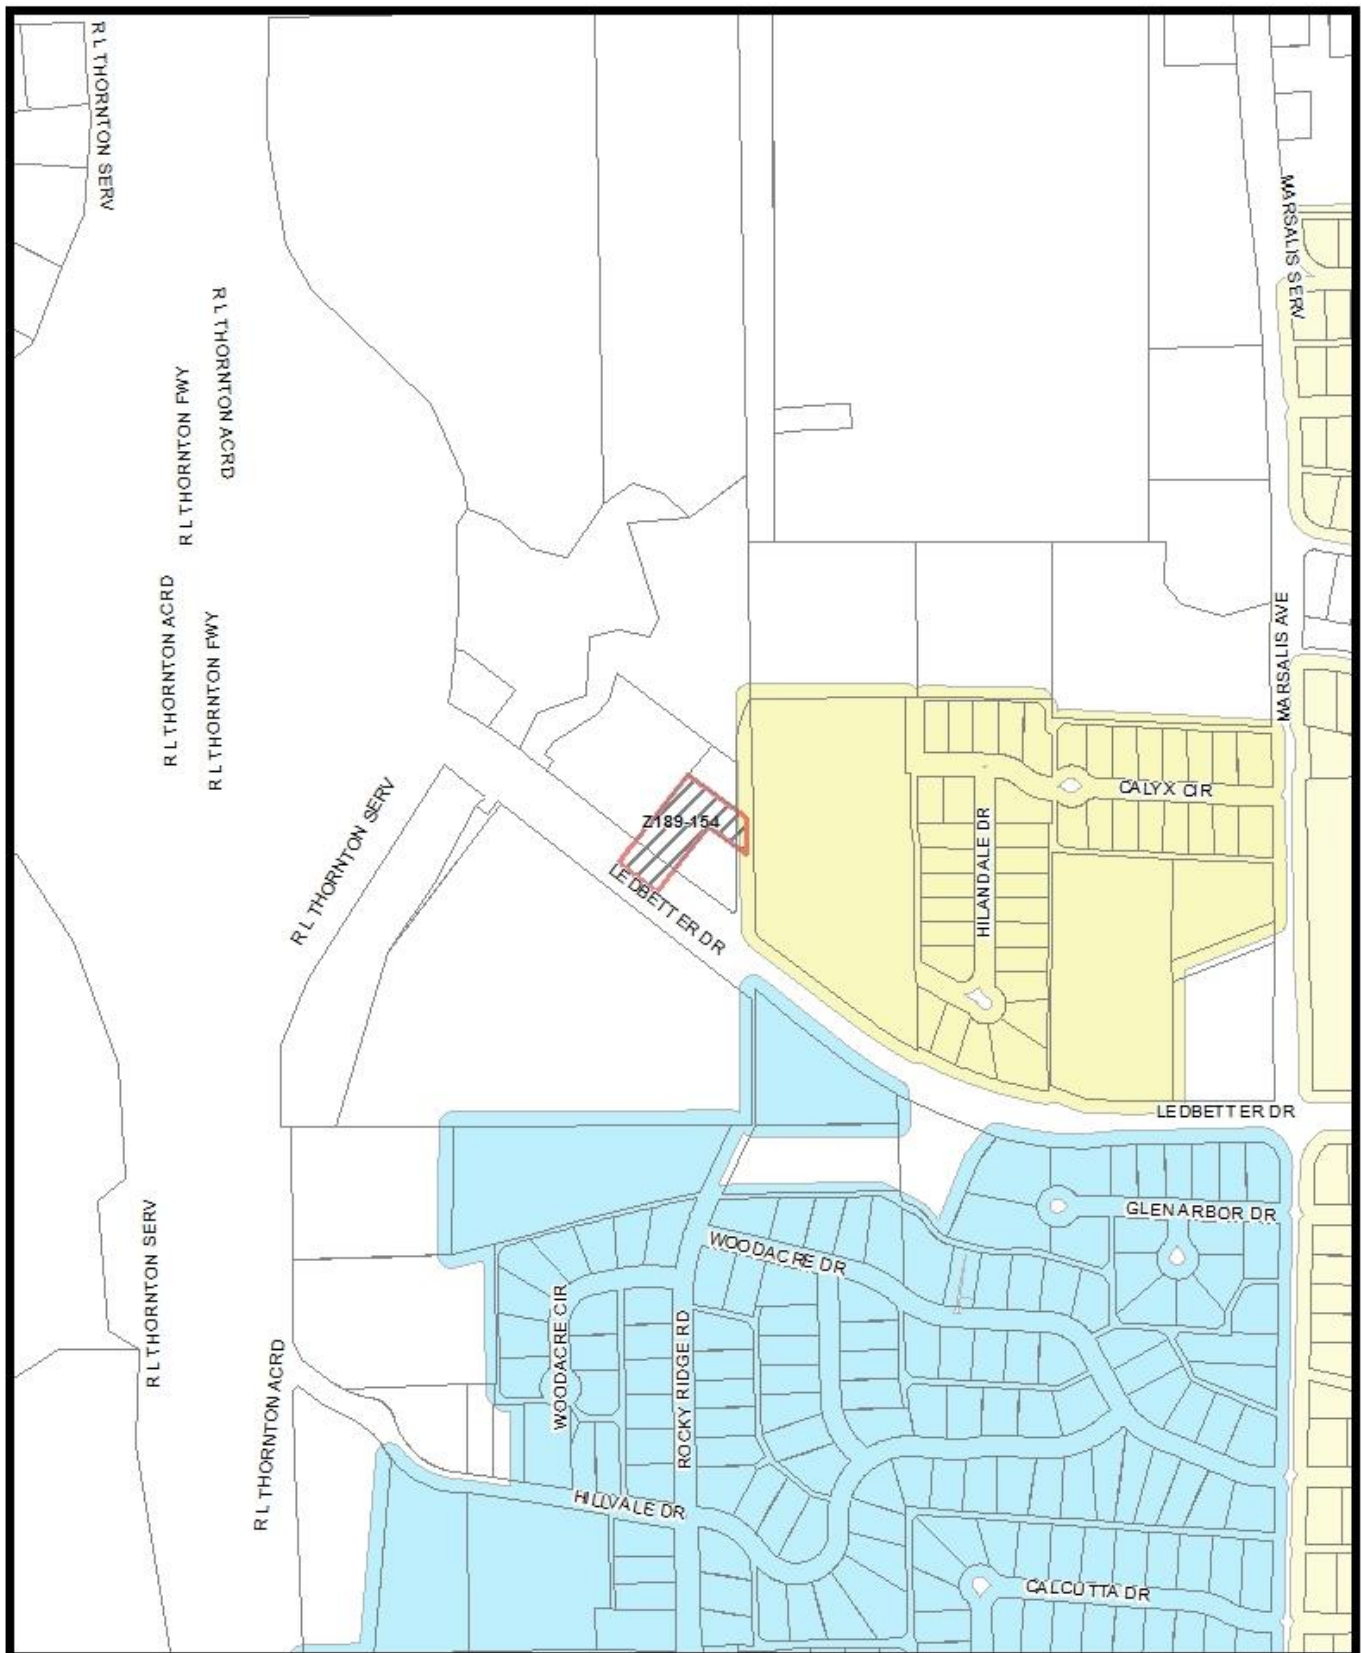 R L THORNTON SERV
MARSALIS SERV
R L THORNTON ACRD
R L THORNTON FWY
R L THORNTON ACRD
R L THORNTON FWY
MARSALIS AVE
CALYX CIR
R L THORNTON SERV
Z189-154
HILANDALE DR
LEDBETTER DR
LEDBETTER DR
GLEN ARBOR DR
R L THORNTON SERV
WOODACRE DR
WOODACRE CIR
ROCKY RIDGE RD
R L THORNTON ACRD
HILLVALE DR
CALCUTTA DR